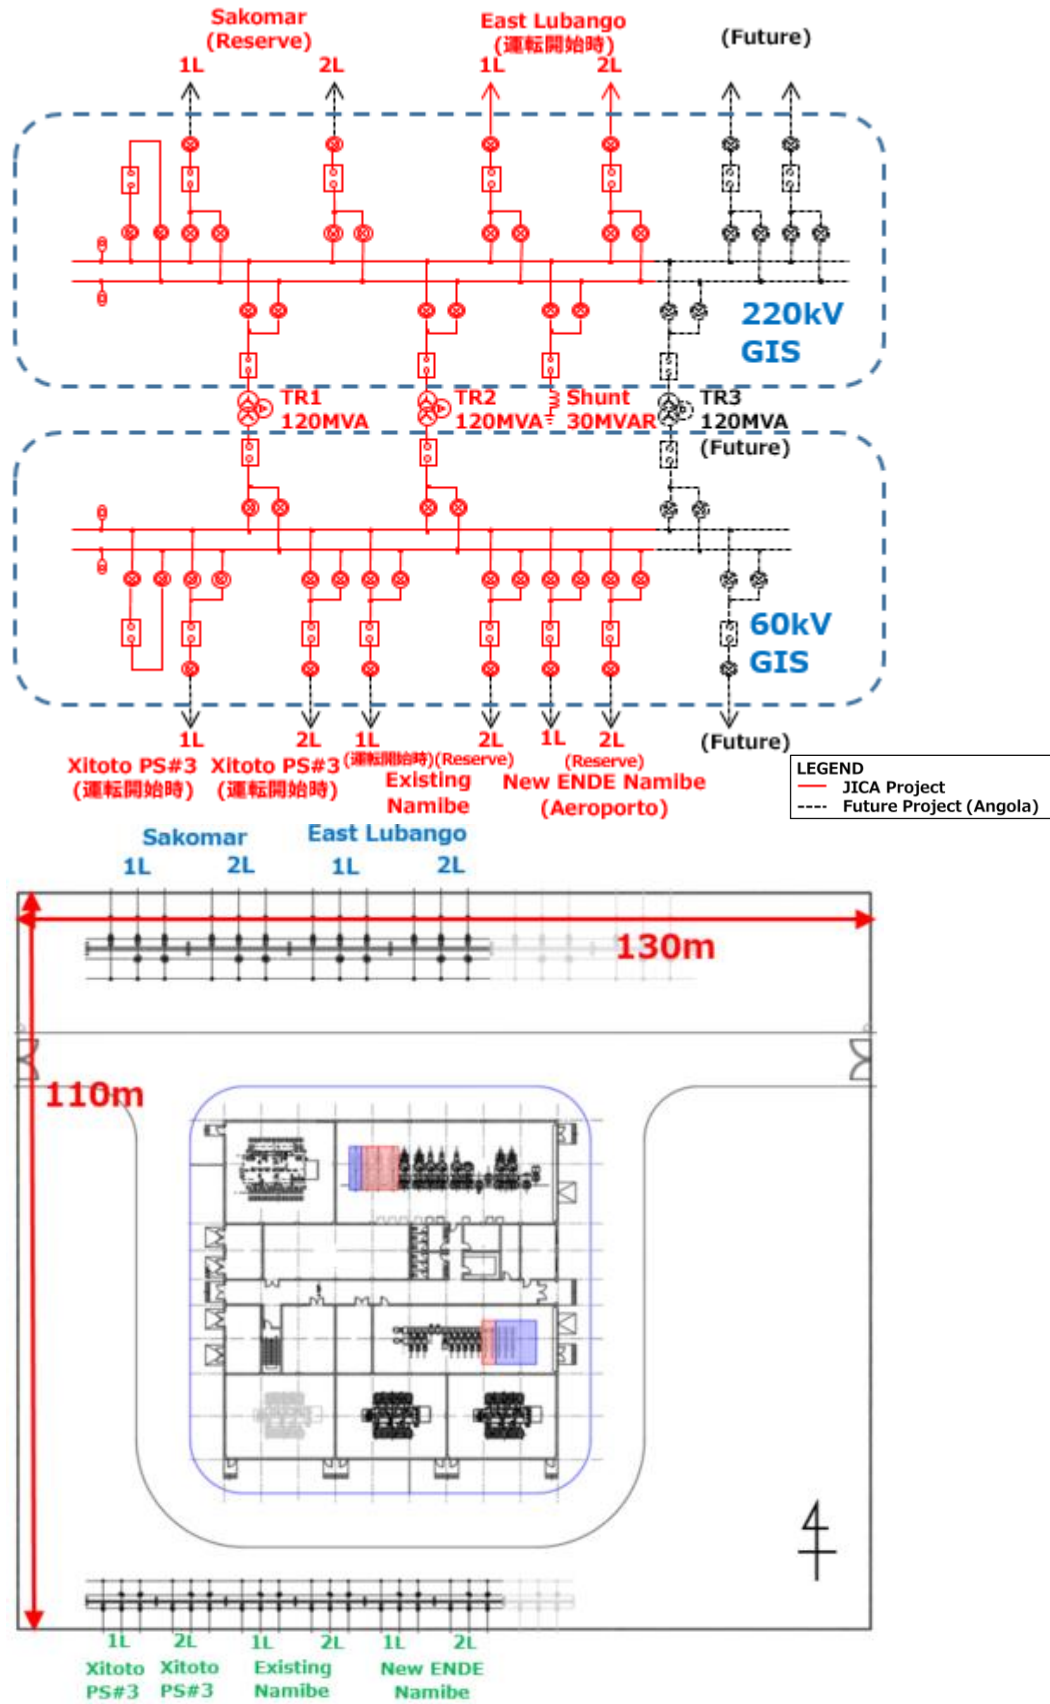 Sakomar
(Reserve)
1L
2L
East Lubango
(運転開始時)
1L
2L
(Future)
220kV
GIS
TR1
120MVA
TR2
120MVA
Shunt
30MVAR
TR3
120MVA
(Future)
60kV
GIS
1L
Xitoto PS#3
(運転開始時)
2L
Xitoto PS#3
(運転開始時)
1L
2L
(運転開始時)(Reserve)
Existing
Namibe
1L
2L
(Reserve)
New ENDE Namibe
(Aeroporto)
(Future)
LEGEND
JICA Project
Future Project (Angola)
Sakomar
1L
2L
East Lubango
1L
2L
130m
110m
4
1L
Xitoto
PS#3
2L
Xitoto
PS#3
1L
2L
Existing
Namibe
1L
2L
New ENDE
Namibe